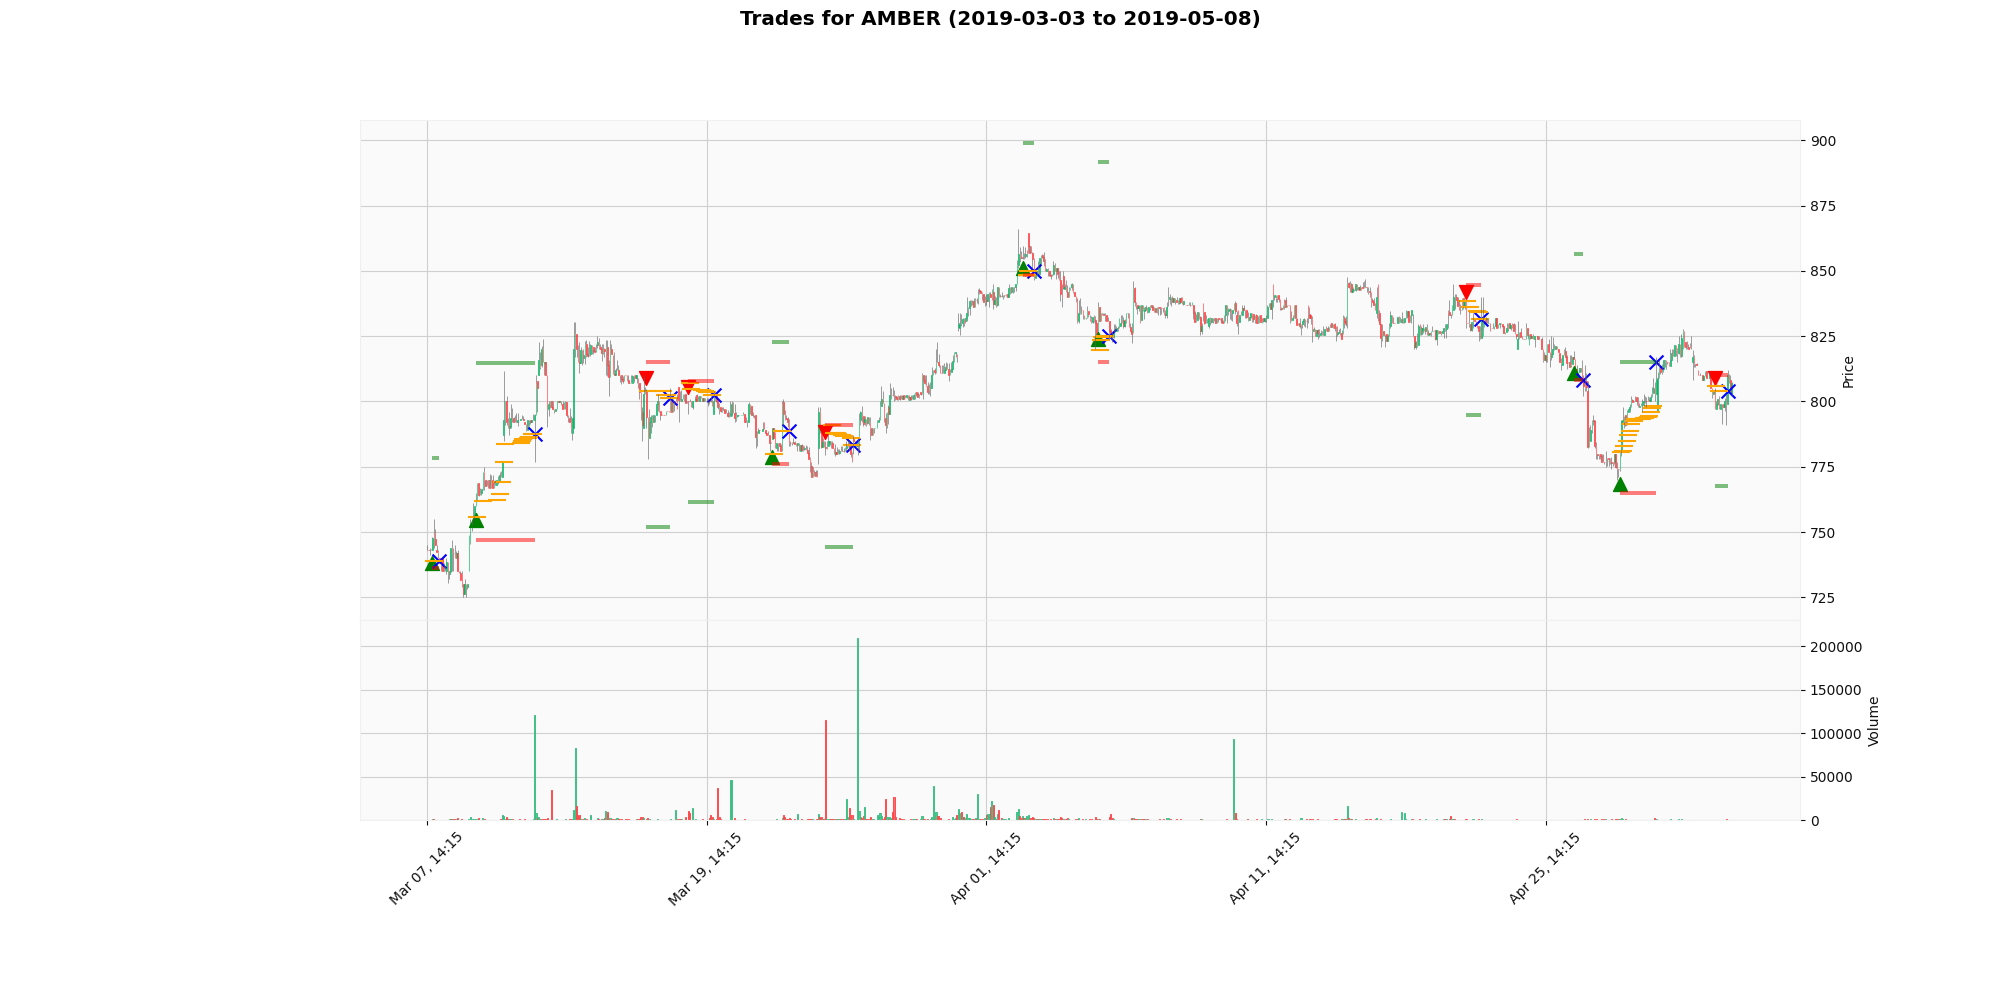 Trades for AMBER (2019-03-03 to 2019-05-08)
900
875
850
825
800
775
750
725
Price
200000
150000
100000
50000
0
Volume
Mar 07, 14:15
Mar 19, 14:15
Apr 01, 14:15
Apr 11, 14:15
Apr 25, 14:15